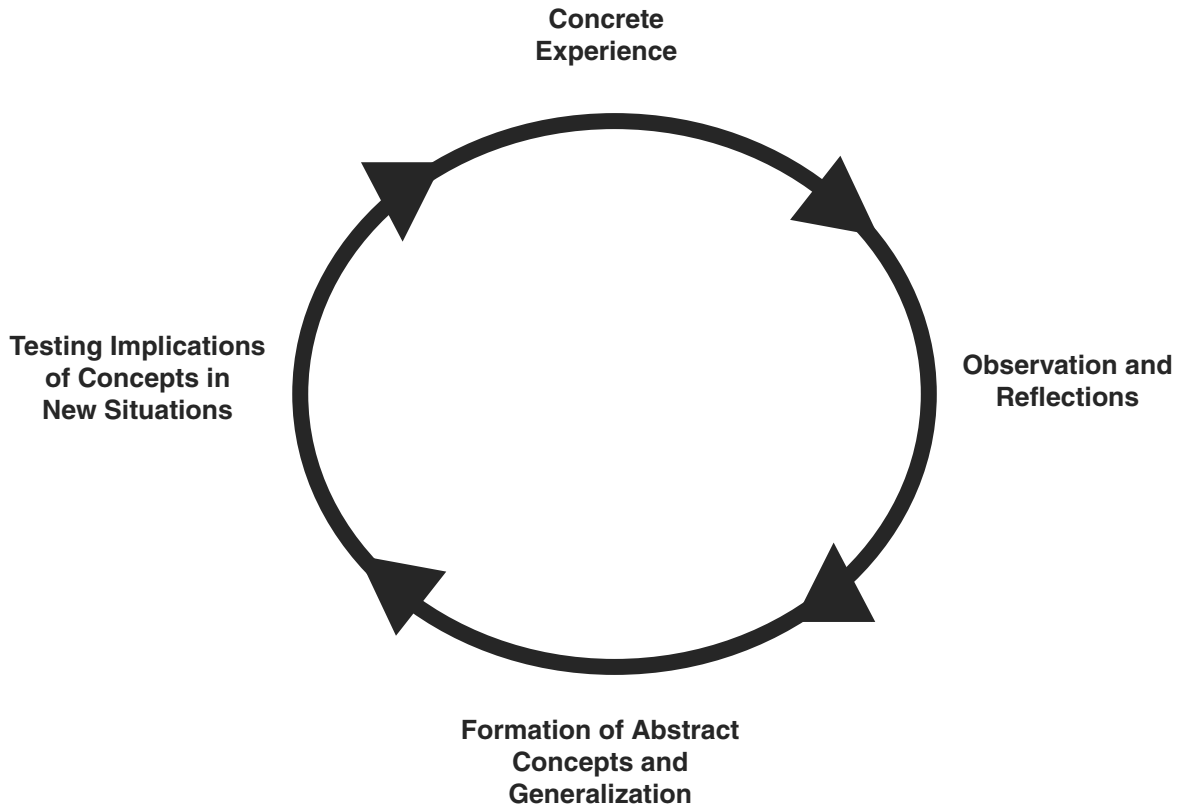 Concrete
Experience
Testing Implications
of Concepts in
New Situations
Observation and
Reflections
Formation of Abstract
Concepts and
Generalization